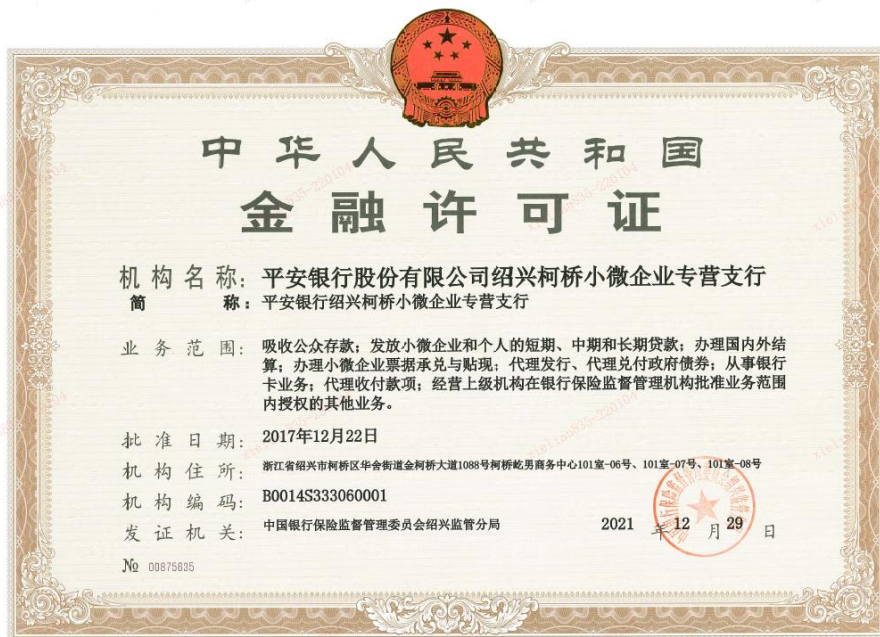 中华人民共和国
金融许可证
机构名称：平安银行股份有限公司绍兴柯桥小微企业专营支行
简称：平安银行绍兴柯桥小微企业专营支行
业务范围：吸收公众存款；发放小微企业和个人的短期、中期和长期贷款；办理国内外结
算；办理小微企业票据承兑与贴现；代理发行、代理兑付政府债券；从事银行
卡业务；代理收付款项；经营上级机构在银行保险监督管理机构批准业务范围
内授权的其他业务。
批准日期：2017年12月22日
机构住所：浙江省绍兴市柯桥区华舍街道金柯桥大道1088号柯桥屹男商务中心101室-06号、101室-07号、101室-08号
机构编码：B0014S333060001
发证机关：中国银行保险监督管理委员会绍兴监管分局 2021年12月29日
№ 00875635